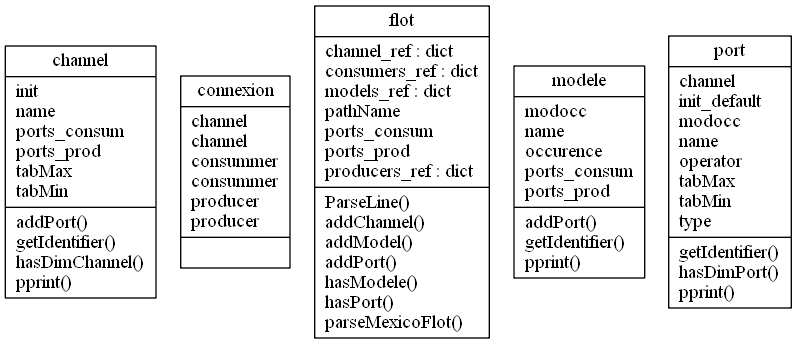 channel
init
name
ports_consum
ports_prod
tabMax
tabMin
addPort()
getIdentifier()
hasDimChannel()
pprint()
connexion
channel
channel
consummer
consummer
producer
producer
flot
channel_ref : dict
consumers_ref : dict
models_ref : dict
pathName
ports_consum
ports_prod
producers_ref : dict
ParseLine()
addChannel()
addModel()
addPort()
hasModele()
hasPort()
parseMexicoFlot()
modele
modocc
name
occurence
ports_consum
ports_prod
addPort()
getIdentifier()
pprint()
port
channel
init_default
modocc
name
operator
tabMax
tabMin
type
getIdentifier()
hasDimPort()
pprint()